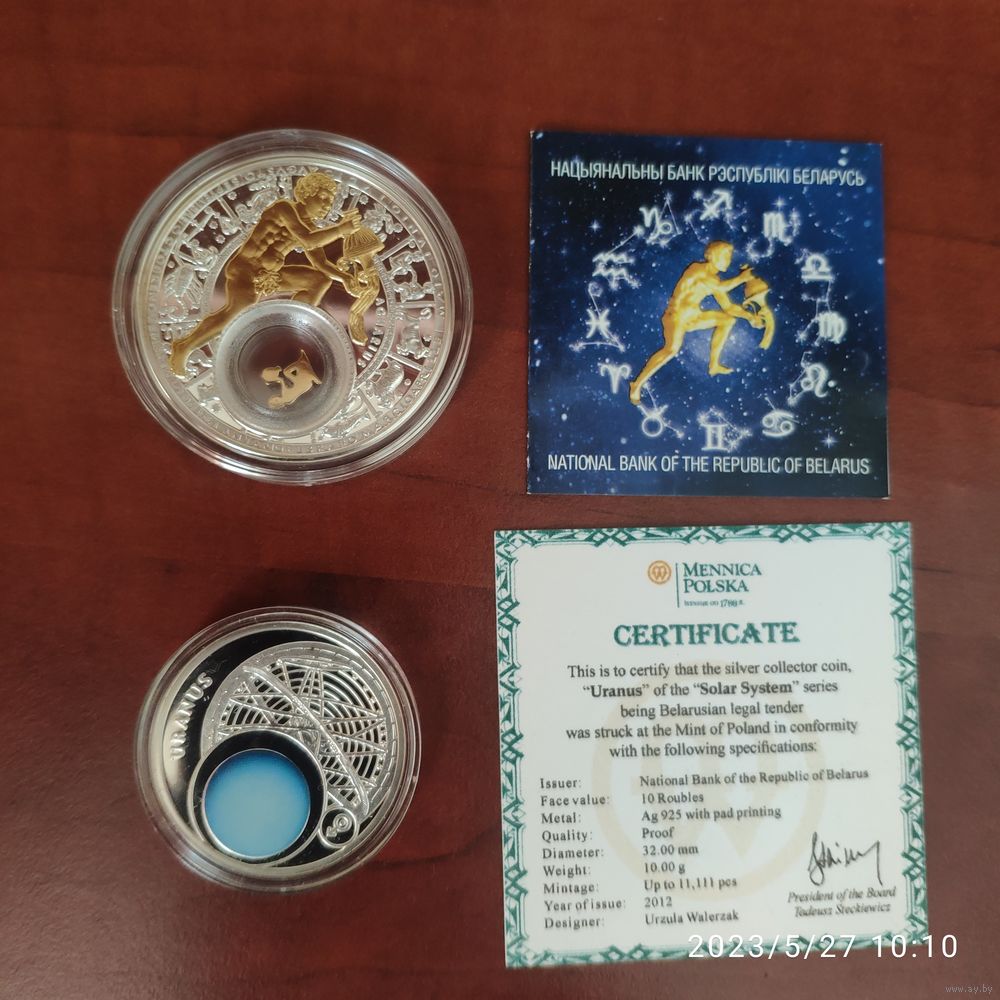 AQUARIUS
НАЦЫЯНАЛЬНЫ БАНК РЭСПУБЛІКІ БЕЛАРУСЬ
NATIONAL BANK OF THE REPUBLIC OF BELARUS
URANUS
MENNICA
POLSKA
CERTIFICATE
This is to certify that the silver collector coin,
“Uranus” of the “Solar System” series
being Belarusian legal tender
was struck at the Mint of Poland in conformity
with the following specifications:
Issuer: National Bank of the Republic of Belarus
Face value: 10 Roubles
Metal: Ag 925 with pad printing
Quality: Proof
Diameter: 32.00 mm
Weight: 10.00 g
Mintage: Up to 11,111 pcs
Year of issue: 2012
Designer: Urzula Walerzak
President of the Board
Tadeusz Steckiewicz
2023/5/27 10:10
www.ay.by